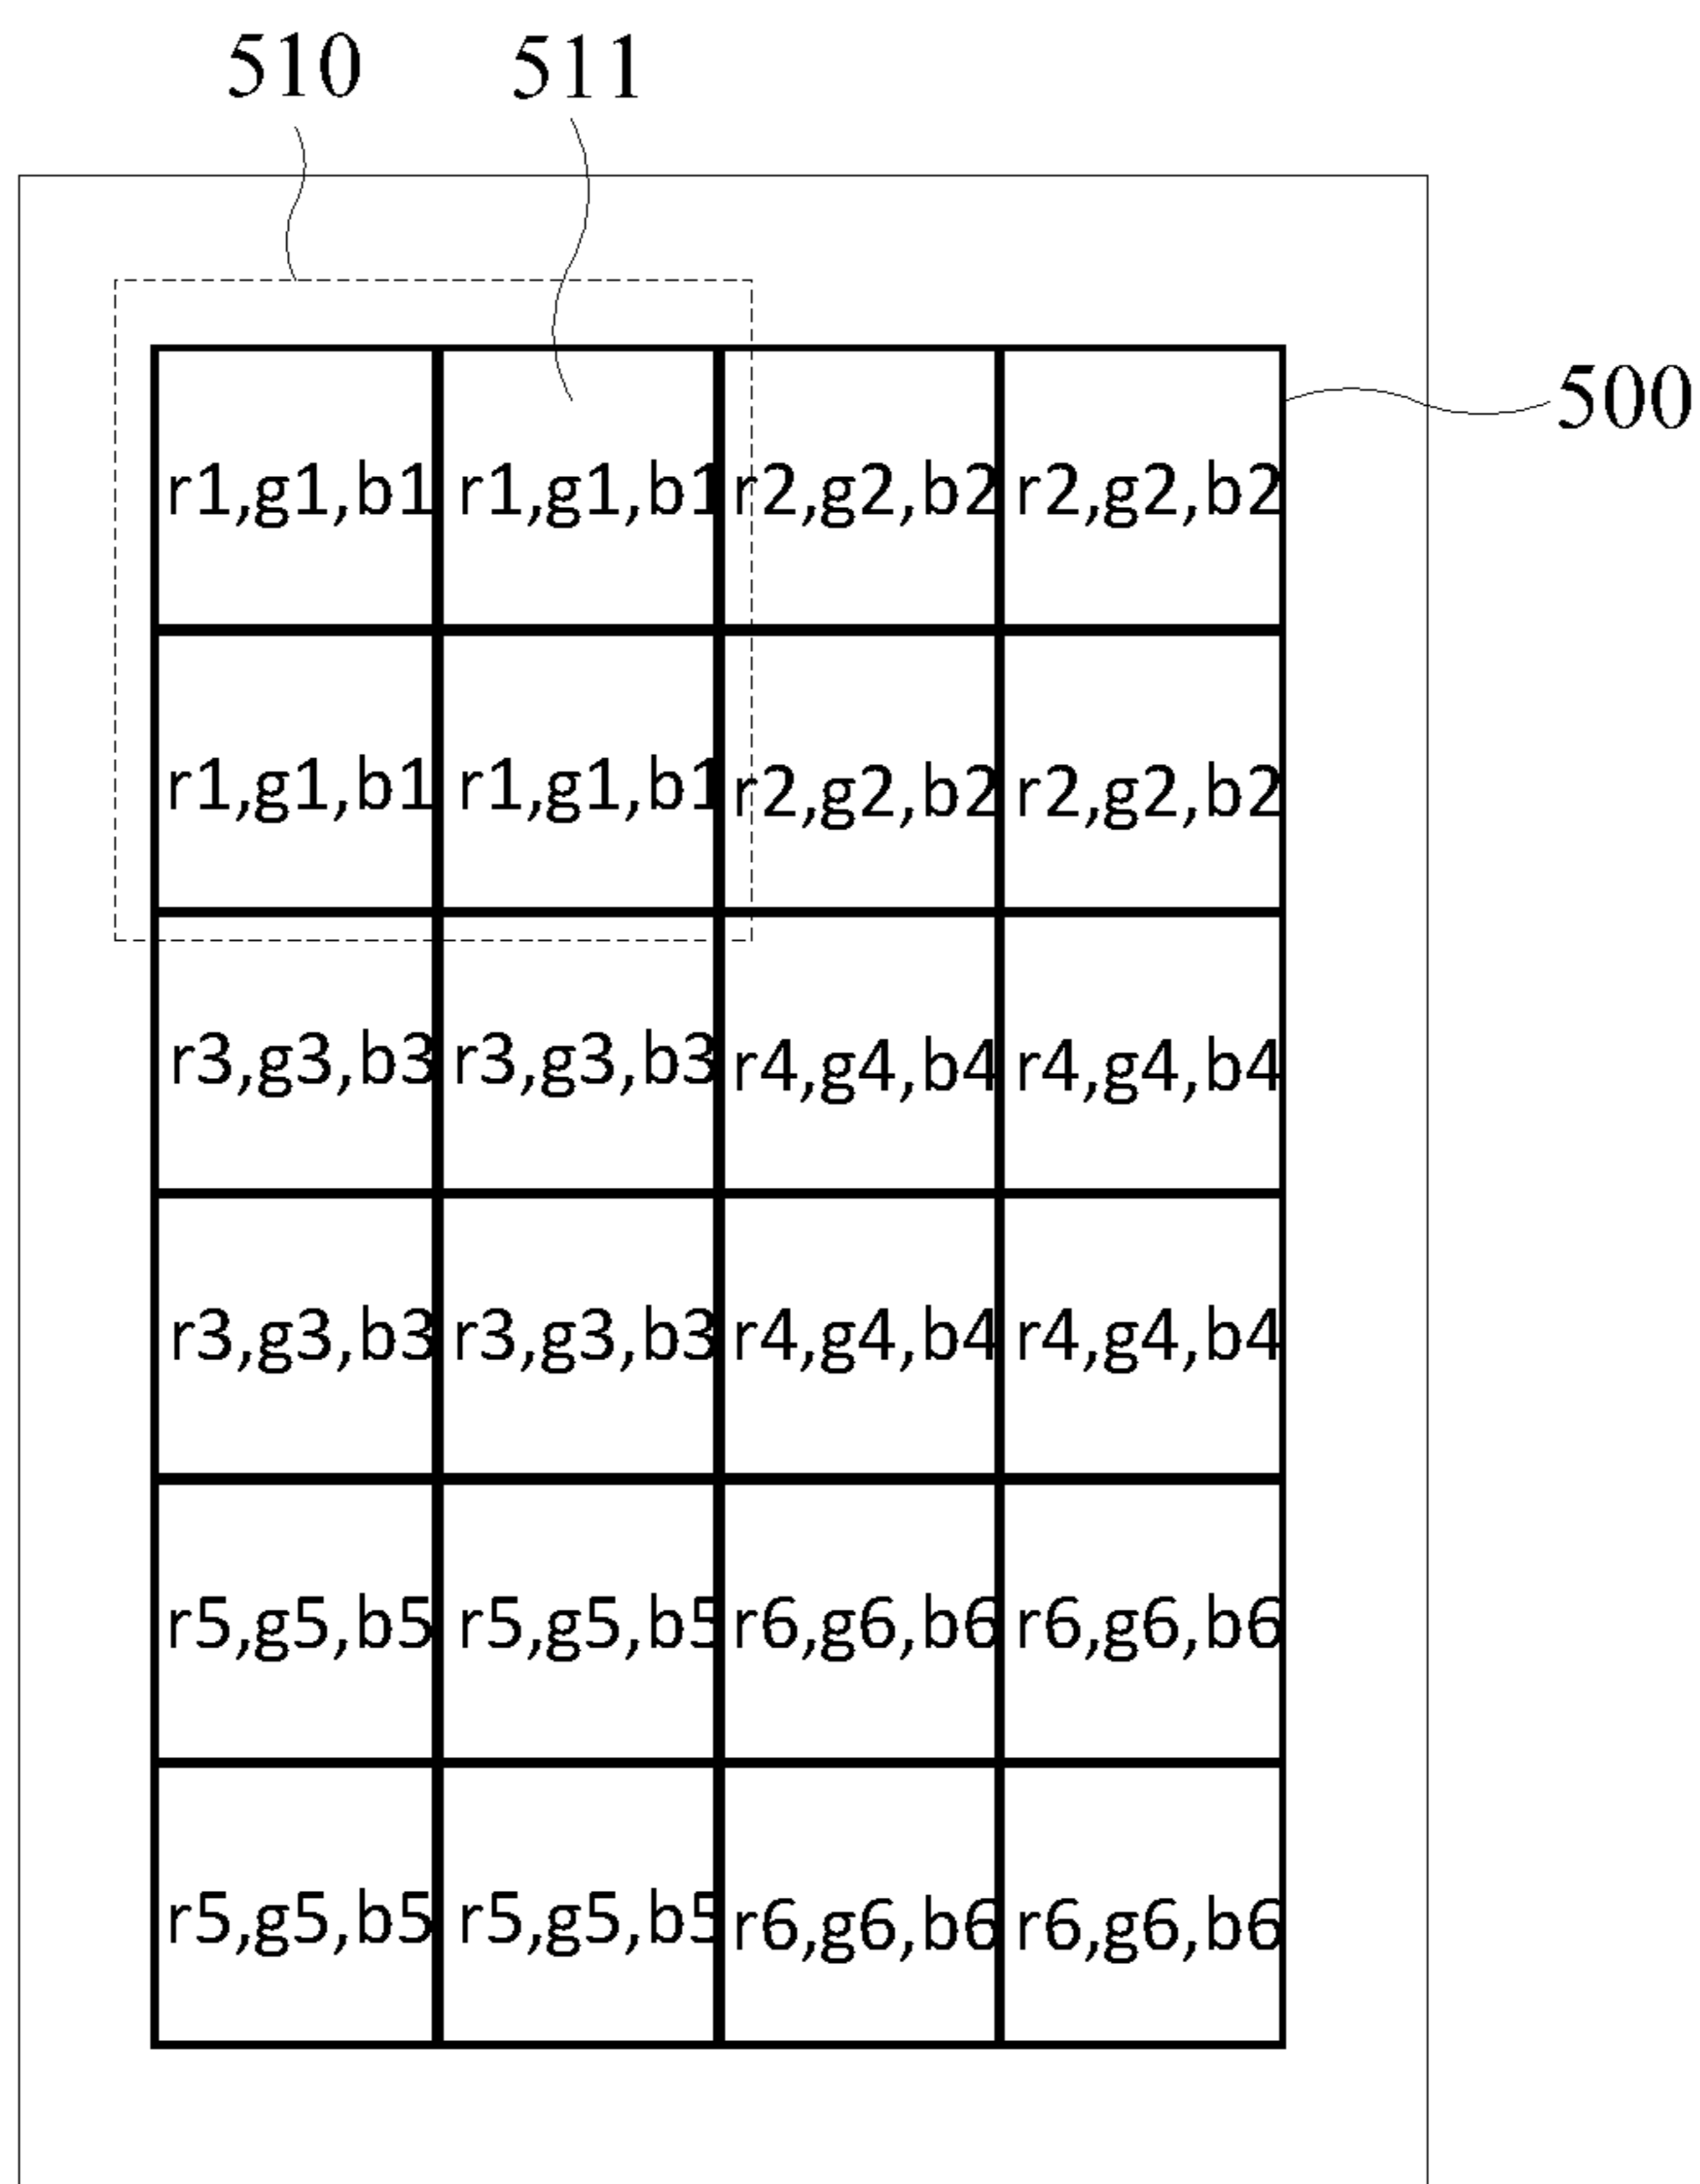 510 511
500
r1,g1,b1 r1,g1,b1 r2,g2,b2 r2,g2,b2
r1,g1,b1 r1,g1,b1 r2,g2,b2 r2,g2,b2
r3,g3,b3 r3,g3,b3 r4,g4,b4 r4,g4,b4
r3,g3,b3 r3,g3,b3 r4,g4,b4 r4,g4,b4
r5,g5,b5 r5,g5,b5 r6,g6,b6 r6,g6,b6
r5,g5,b5 r5,g5,b5 r6,g6,b6 r6,g6,b6